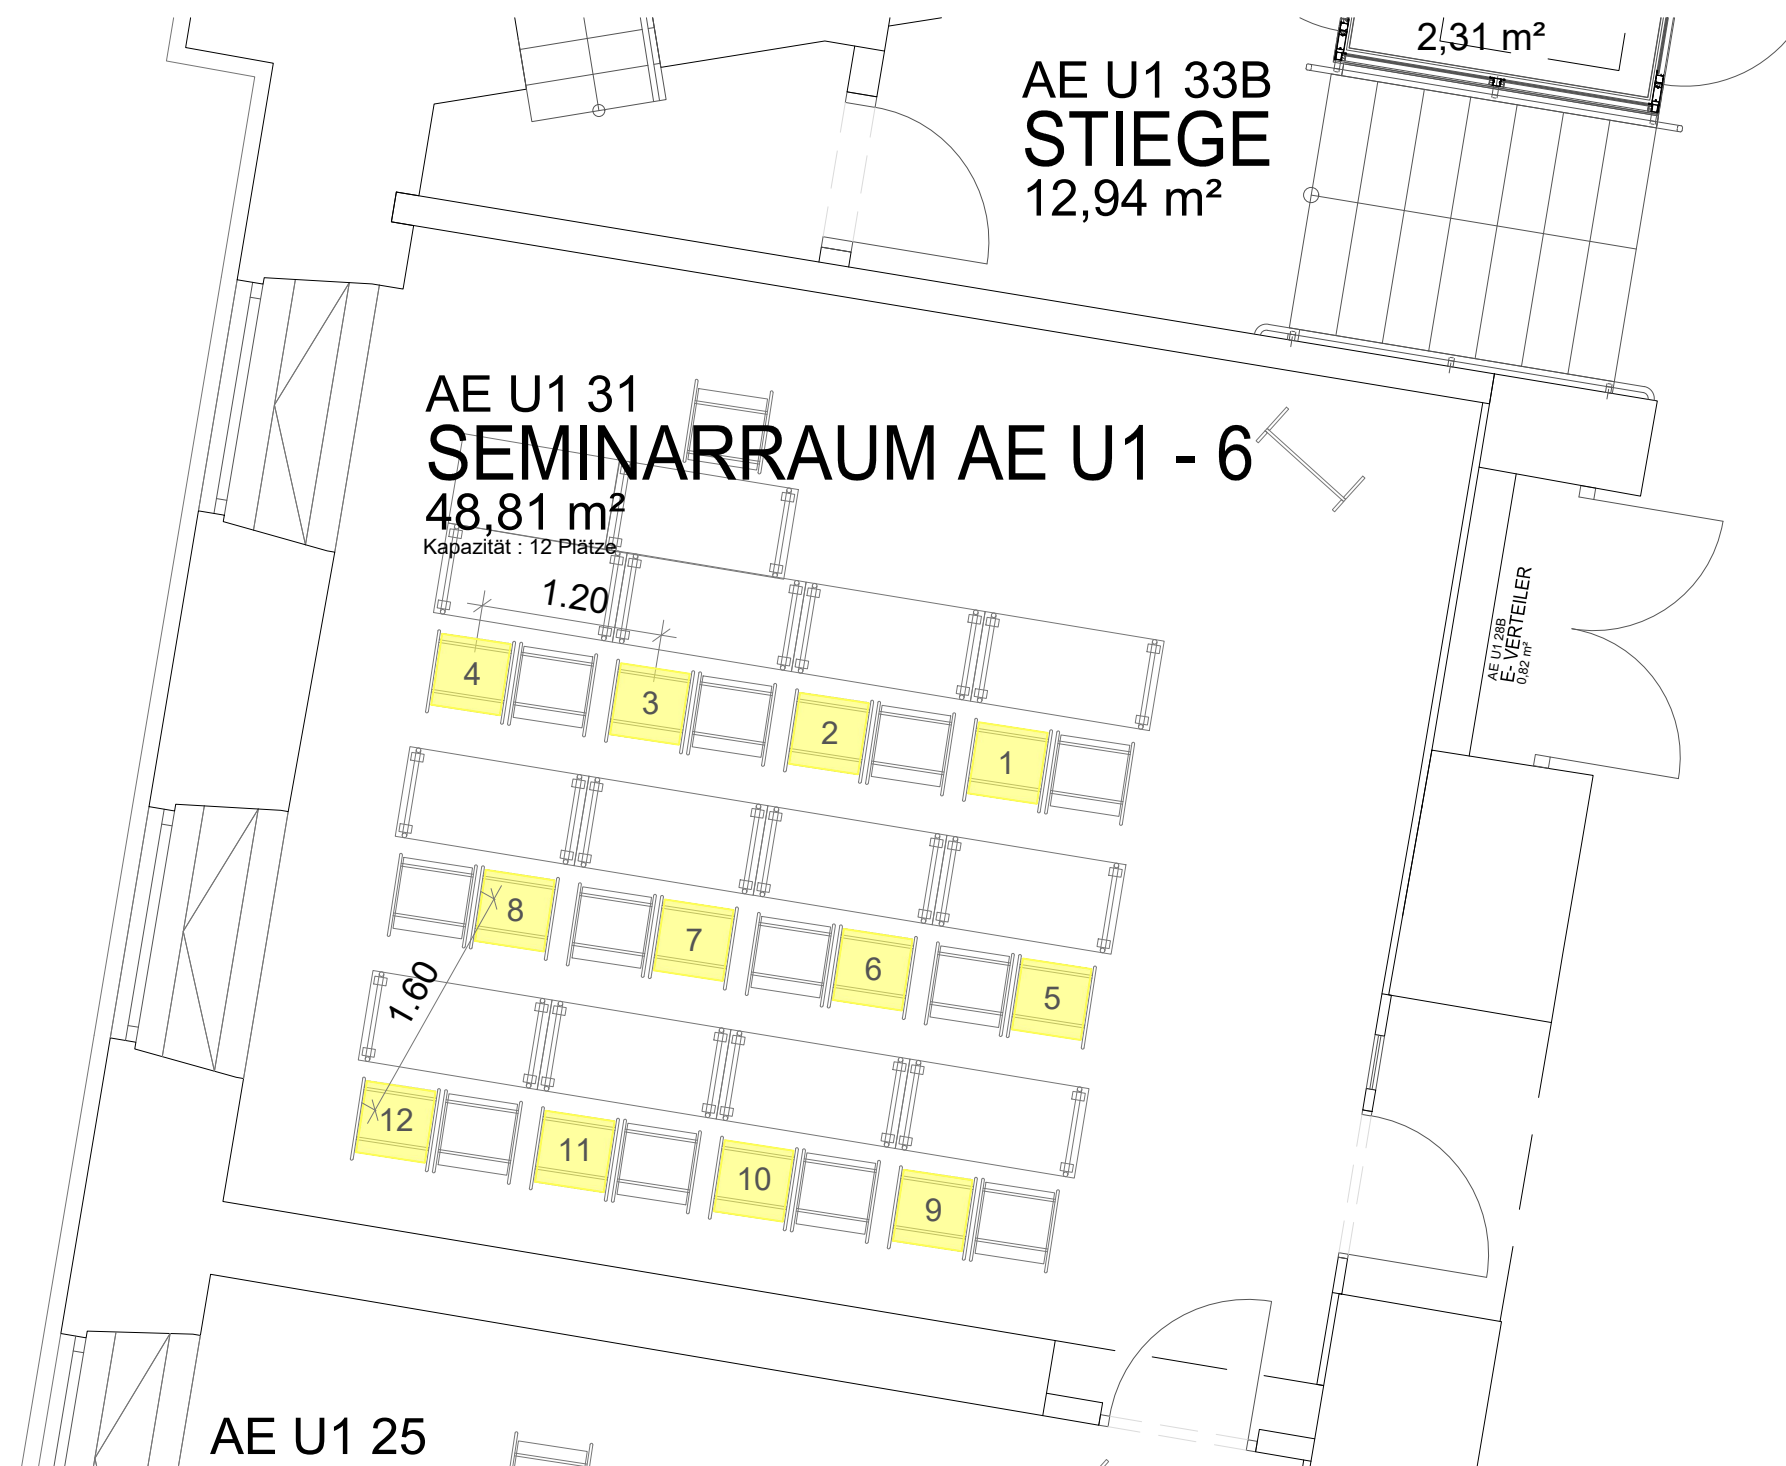 2,31 m²
AE U1 33B
STIEGE
12,94 m²
AE U1 31
SEMINARRAUM AE U1 - 6
48,81 m²
Kapazität : 12 Plätze
1.20
AE U1 28B
E- VERTEILER
0,82 m²
4
3
2
1
8
7
6
5
1.60
12
11
10
9
AE U1 25